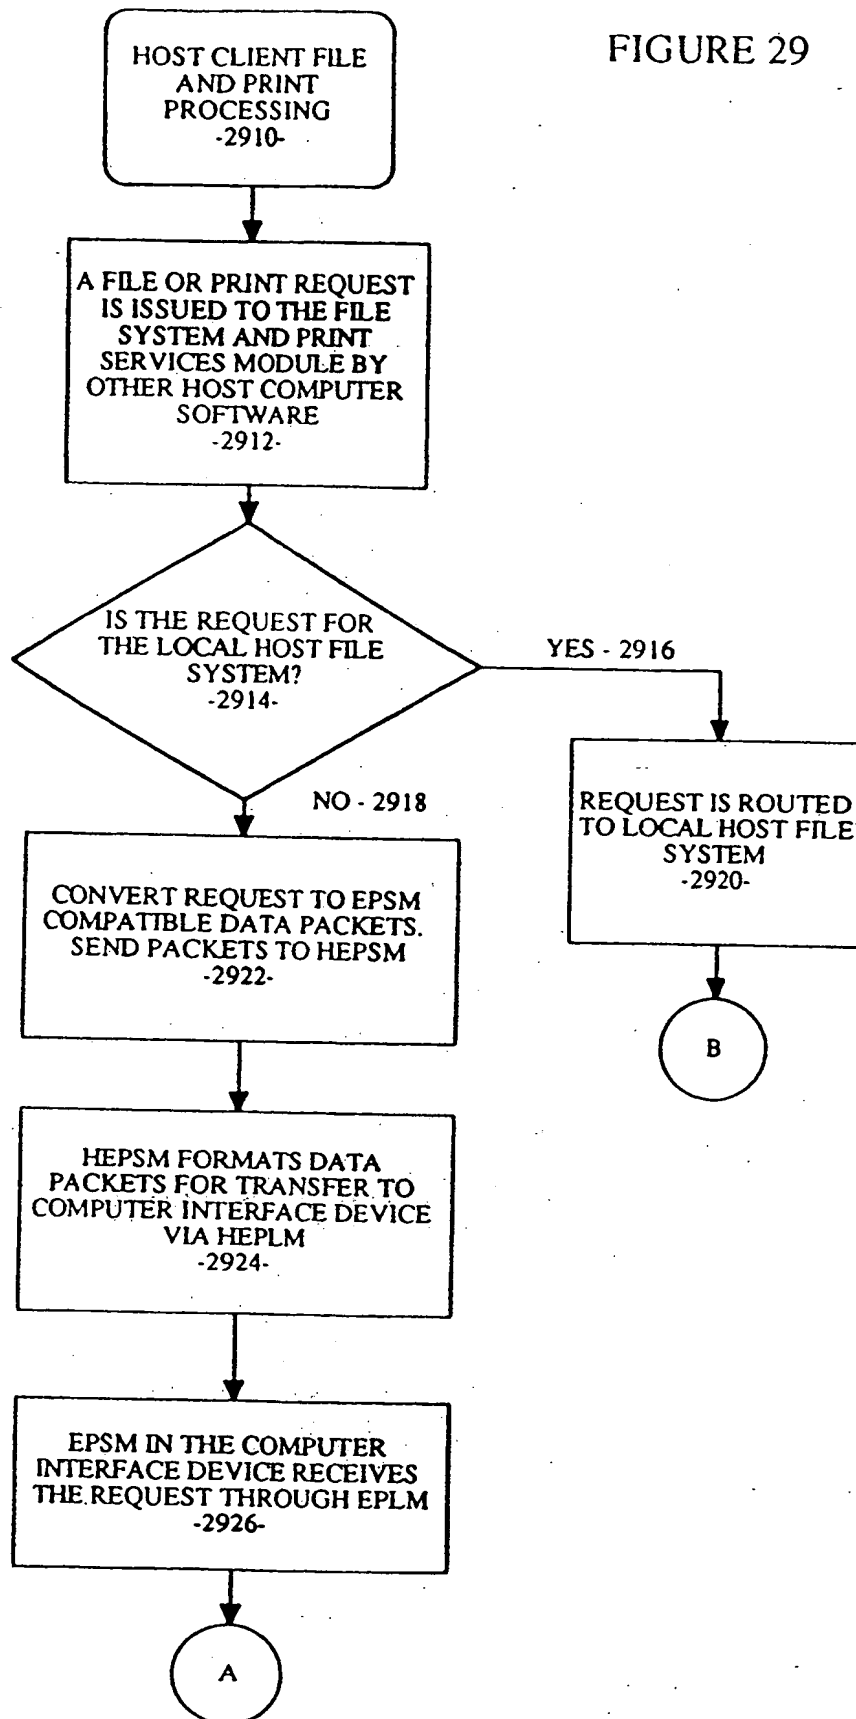 FIGURE 29
HOST CLIENT FILE
AND PRINT
PROCESSING
-2910-
A FILE OR PRINT REQUEST
IS ISSUED TO THE FILE
SYSTEM AND PRINT
SERVICES MODULE BY
OTHER HOST COMPUTER
SOFTWARE
-2912-
IS THE REQUEST FOR
THE LOCAL HOST FILE
SYSTEM?
-2914-
YES - 2916
NO - 2918
REQUEST IS ROUTED
TO LOCAL HOST FILE
SYSTEM
-2920-
B
CONVERT REQUEST TO EPSM
COMPATIBLE DATA PACKETS.
SEND PACKETS TO HEPSM
-2922-
HEPSM FORMATS DATA
PACKETS FOR TRANSFER TO
COMPUTER INTERFACE DEVICE
VIA HEPLM
-2924-
EPSM IN THE COMPUTER
INTERFACE DEVICE RECEIVES
THE REQUEST THROUGH EPLM
-2926-
A